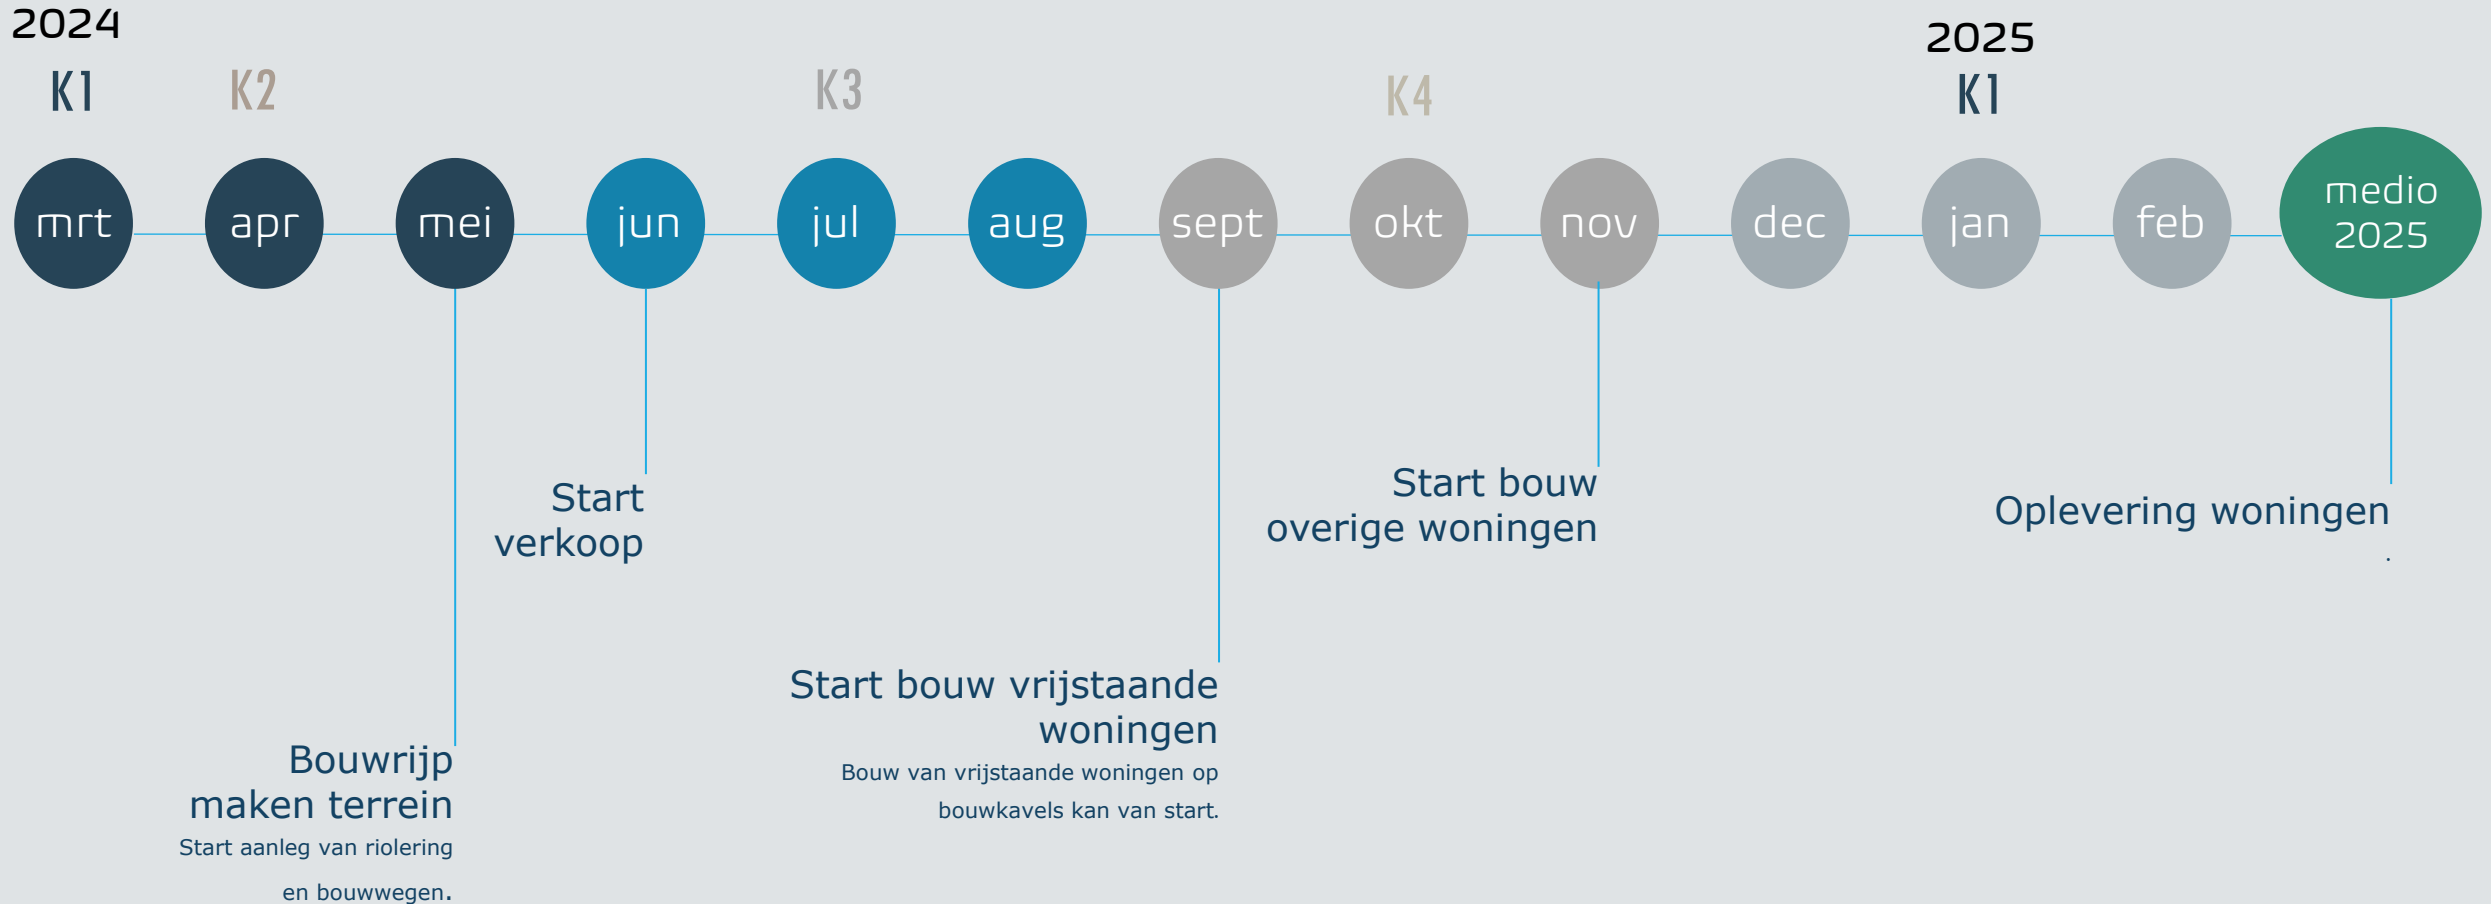 2024
2025
K1
K2
K3
K4
K1
mrt
apr
mei
jun
jul
aug
sept
okt
nov
dec
jan
feb
medio
2025
Start
verkoop
Start bouw
overige woningen
Oplevering woningen
.
Start bouw vrijstaande
woningen
Bouw van vrijstaande woningen op
bouwkavels kan van start.
Bouwrijp
maken terrein
Start aanleg van riolering
en bouwwegen.